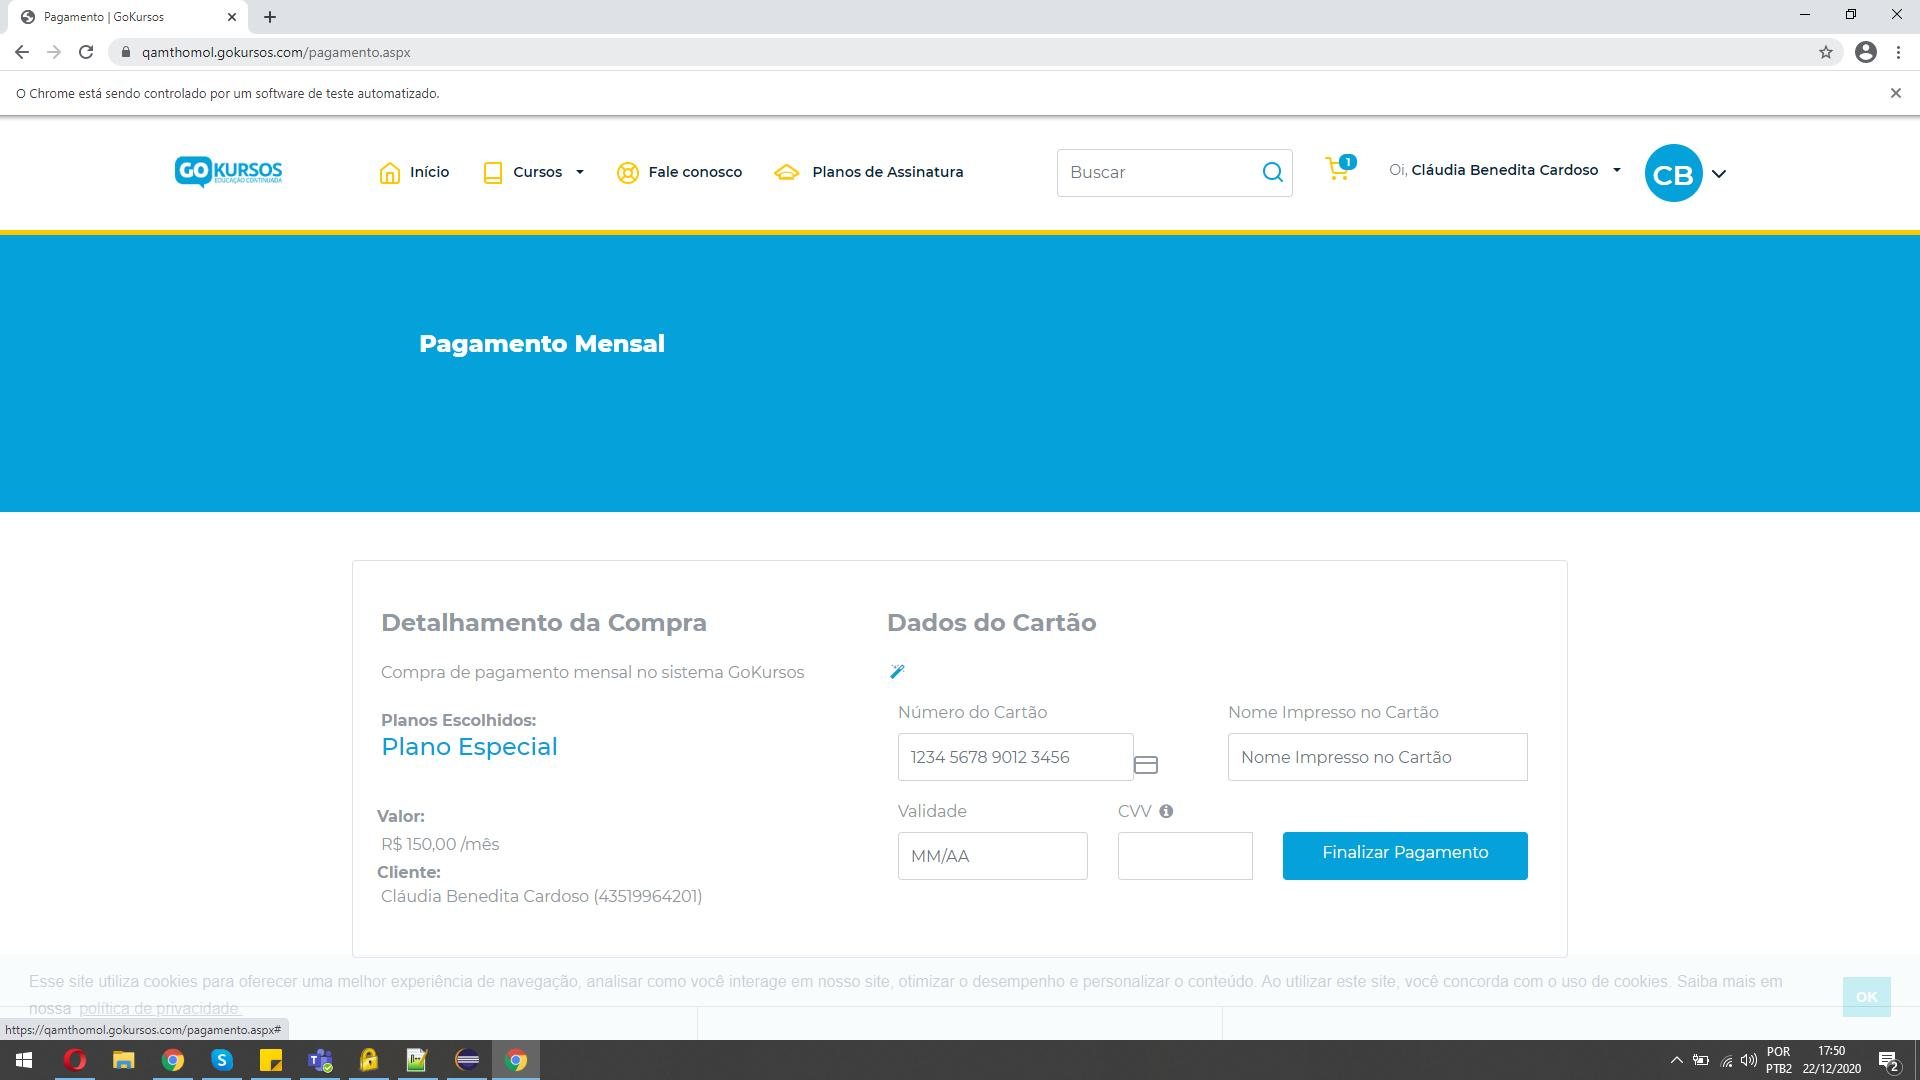 Pagamento | GoKursos
qamthomol.gokursos.com/pagamento.aspx
O Chrome está sendo controlado por um software de teste automatizado.
GO KURSOS
EDUCAÇÃO CONTINUADA
Início
Cursos
Fale conosco
Planos de Assinatura
Buscar
1
Oi, Cláudia Benedita Cardoso
CB
Pagamento Mensal
Detalhamento da Compra
Compra de pagamento mensal no sistema GoKursos
Planos Escolhidos:
Plano Especial
Valor:
R$ 150,00 /mês
Cliente:
Cláudia Benedita Cardoso (43519964201)
Dados do Cartão
Número do Cartão
Nome Impresso no Cartão
1234 5678 9012 3456
Nome Impresso no Cartão
Validade
CVV
MM/AA
Finalizar Pagamento
Esse site utiliza cookies para oferecer uma melhor experiência de navegação, analisar como você interage em nosso site, otimizar o desempenho e personalizar o conteúdo. Ao utilizar este site, você concorda com o uso de cookies. Saiba mais em
nossa política de privacidade.
OK
https://qamthomol.gokursos.com/pagamento.aspx#
POR
PTB2
17:50
22/12/2020
2